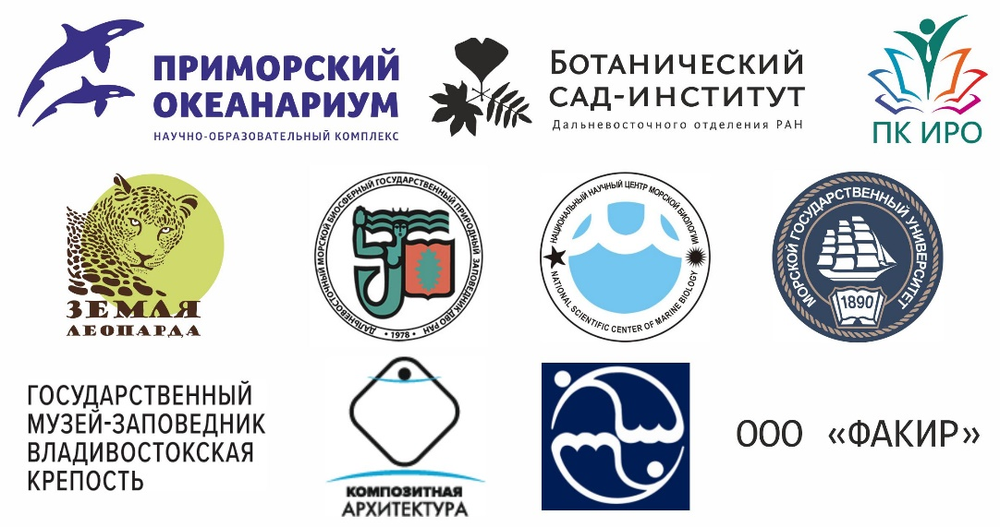 ПРИМОРСКИЙ
ОКЕАНАРИУМ
НАУЧНО-ОБРАЗОВАТЕЛЬНЫЙ КОМПЛЕКС
БОТАНИЧЕСКИЙ
САД-ИНСТИТУТ
Дальневосточного отделения РАН
ПК ИРО
ЗЕМЛЯ
ЛЕОПАРДА
ДАЛЬНЕВОСТОЧНЫЙ МОРСКОЙ БИОСФЕРНЫЙ ГОСУДАРСТВЕННЫЙ ПРИРОДНЫЙ ЗАПОВЕДНИК ДВО РАН
• 1978 •
НАЦИОНАЛЬНЫЙ НАУЧНЫЙ ЦЕНТР МОРСКОЙ БИОЛОГИИ
NATIONAL SCIENTIFIC CENTER OF MARINE BIOLOGY
МОРСКОЙ ГОСУДАРСТВЕННЫЙ УНИВЕРСИТЕТ
1890
ГОСУДАРСТВЕННЫЙ
МУЗЕЙ-ЗАПОВЕДНИК
ВЛАДИВОСТОКСКАЯ
КРЕПОСТЬ
КОМПОЗИТНАЯ
АРХИТЕКТУРА
ООО «ФАКИР»